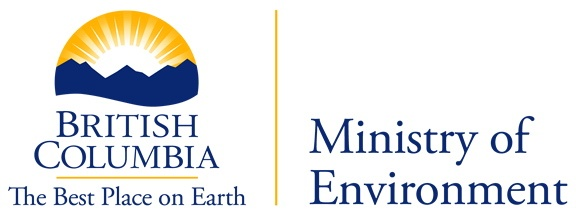 BRITISH
COLUMBIA
The Best Place on Earth
Ministry of
Environment